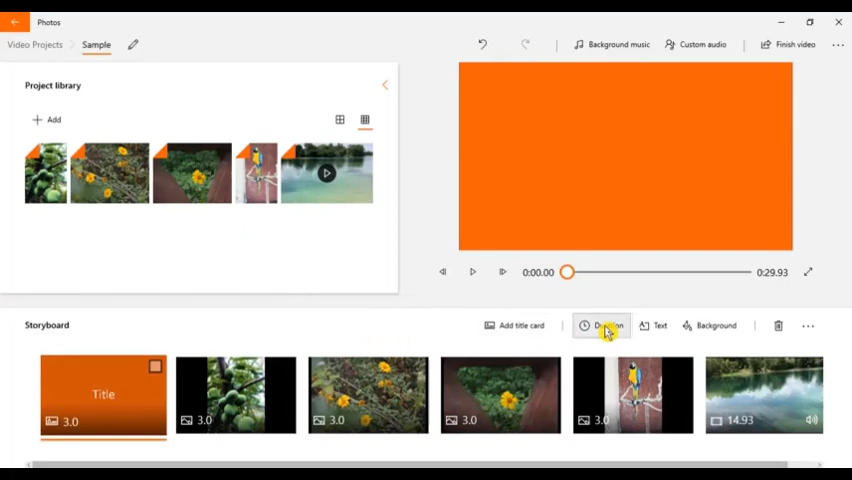 Photos
Video Projects
Sample
Background music
Custom audio
Finish video
Project library
Add
0:00.00
0:29.93
Storyboard
Add title card
Duration
Text
Background
Title
3.0
3.0
3.0
3.0
3.0
14.93